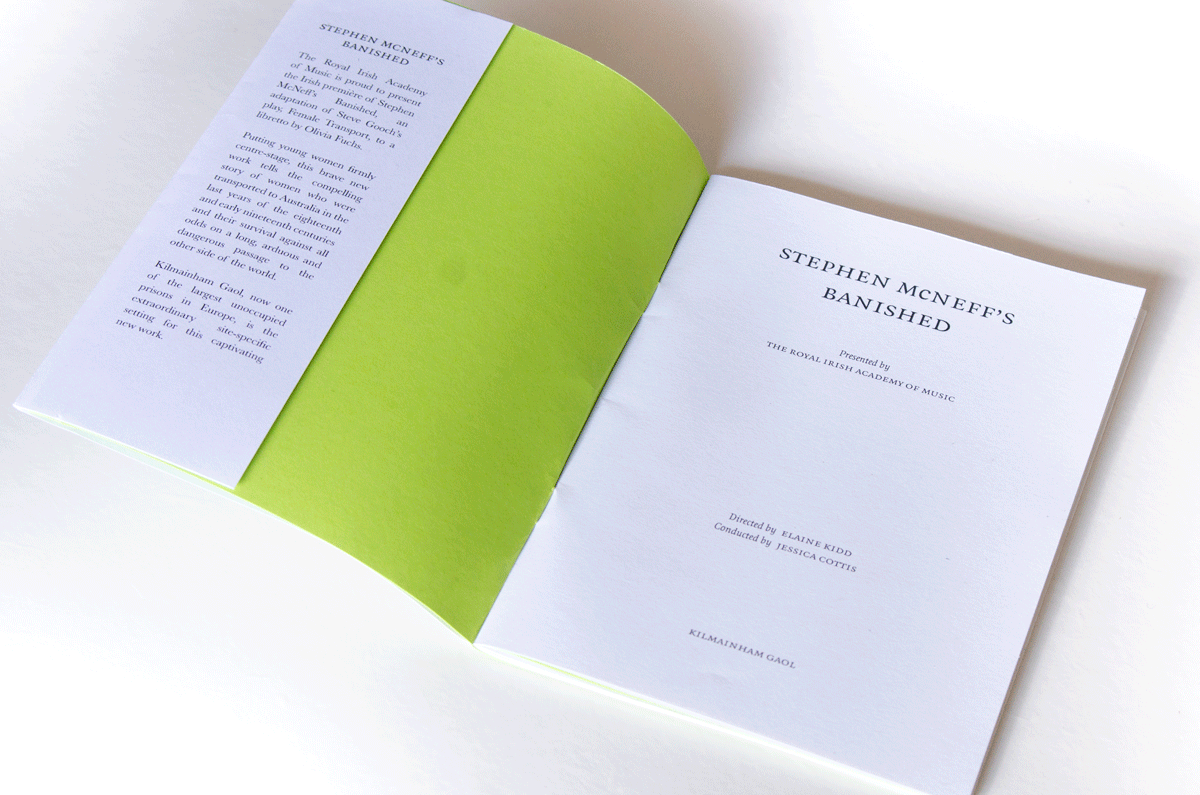 STEPHEN MCNEFF'S
BANISHED
The Royal Irish Academy
of Music is proud to present
the Irish première of Stephen
McNeff's Banished, an
adaptation of Steve Gooch's
play, Female Transport, to a
libretto by Olivia Fuchs.
Putting young women firmly
centre-stage, this brave new
work tells the compelling
story of women who were
transported to Australia in the
last years of the eighteenth
and early nineteenth centuries
and their survival against all
odds on a long, arduous and
dangerous passage to the
other side of the world.
Kilmainham Gaol, now one
of the largest unoccupied
prisons in Europe, is the
extraordinary site-specific
setting for this captivating
new work.
STEPHEN McNEFF'S
BANISHED
Presented by
THE ROYAL IRISH ACADEMY OF MUSIC
Directed by ELAINE KIDD
Conducted by JESSICA COTTIS
KILMAINHAM GAOL